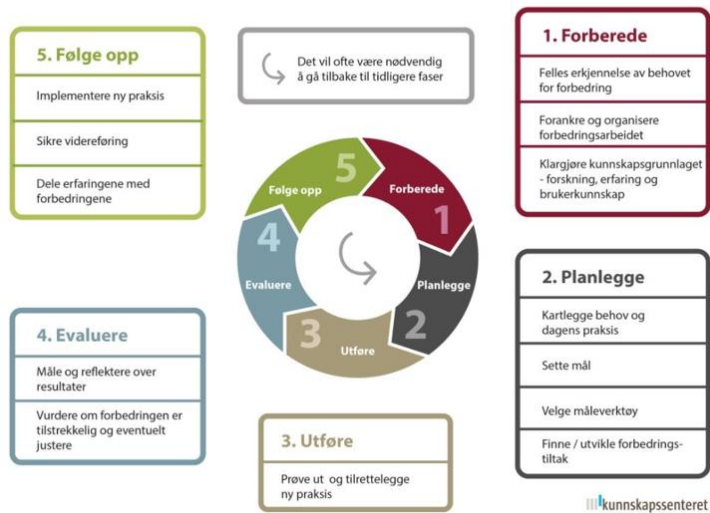 5. Følge opp
Implementere ny praksis
Sikre videreføring
Dele erfaringene med
forbedringene
Det vil ofte være nødvendig
å gå tilbake til tidligere faser
1. Forberede
Felles erkjennelse av behovet
for forbedring
Forankre og organisere
forbedringsarbeidet
Klargjøre kunnskapsgrunnlaget
- forskning, erfaring og
brukerkunnskap
5
Følge opp
Forberede
1
4
Evaluere
Planlegge
2
3
Utføre
2. Planlegge
Kartlegge behov og
dagens praksis
Sette mål
Velge måleverktøy
Finne / utvikle forbedrings-
tiltak
4. Evaluere
Måle og reflektere over
resultater
Vurdere om forbedringen er
tilstrekkelig og eventuelt
justere
3. Utføre
Prøve ut og tilrettelegge
ny praksis
kunnskapssenteret